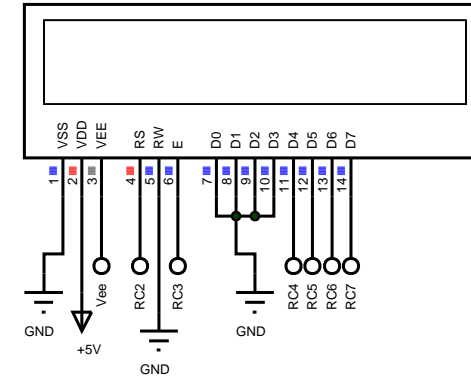 VSS VDD VEE RS RW E D0 D1 D2 D3 D4 D5 D6 D7
1 2 3 4 5 6 7 8 9 10 11 12 13 14
Vee RC2 RC3 RC4 RC5 RC6 RC7
GND GND
+5V
GND